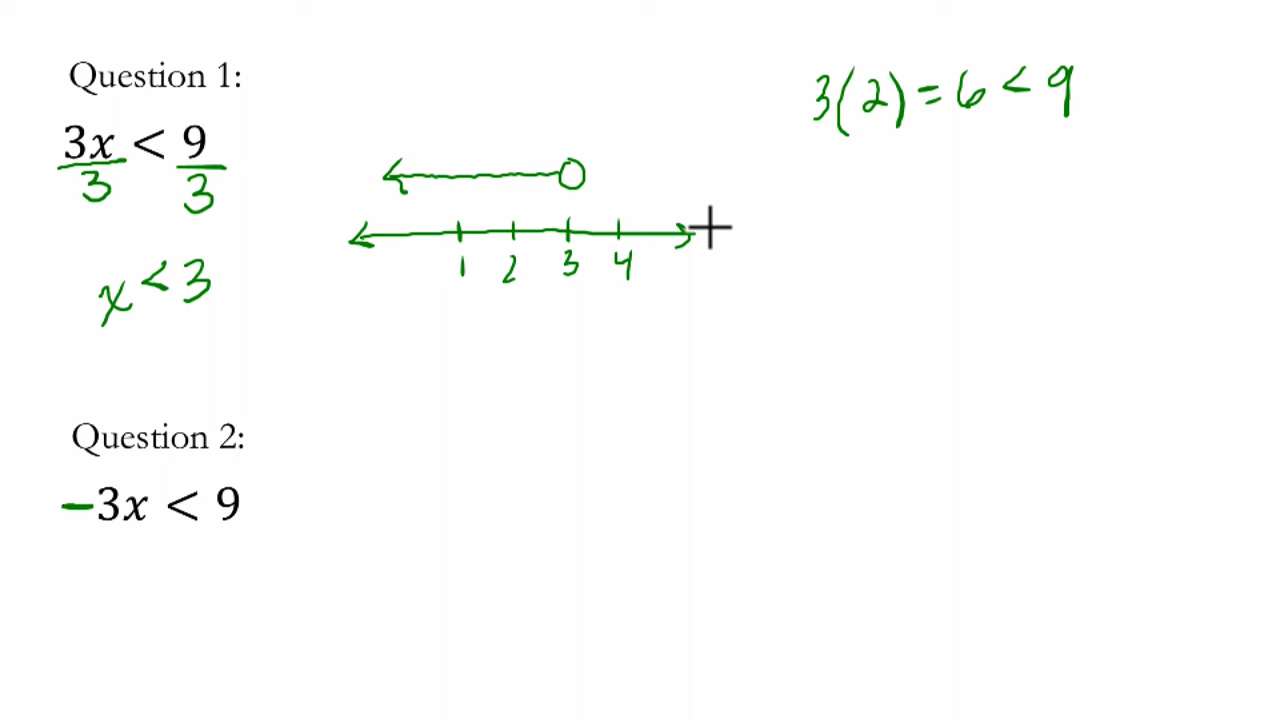 Question 1:
3x < 9
3 3
x < 3
1 2 3 4
3(2) = 6 < 9
Question 2:
-3x < 9